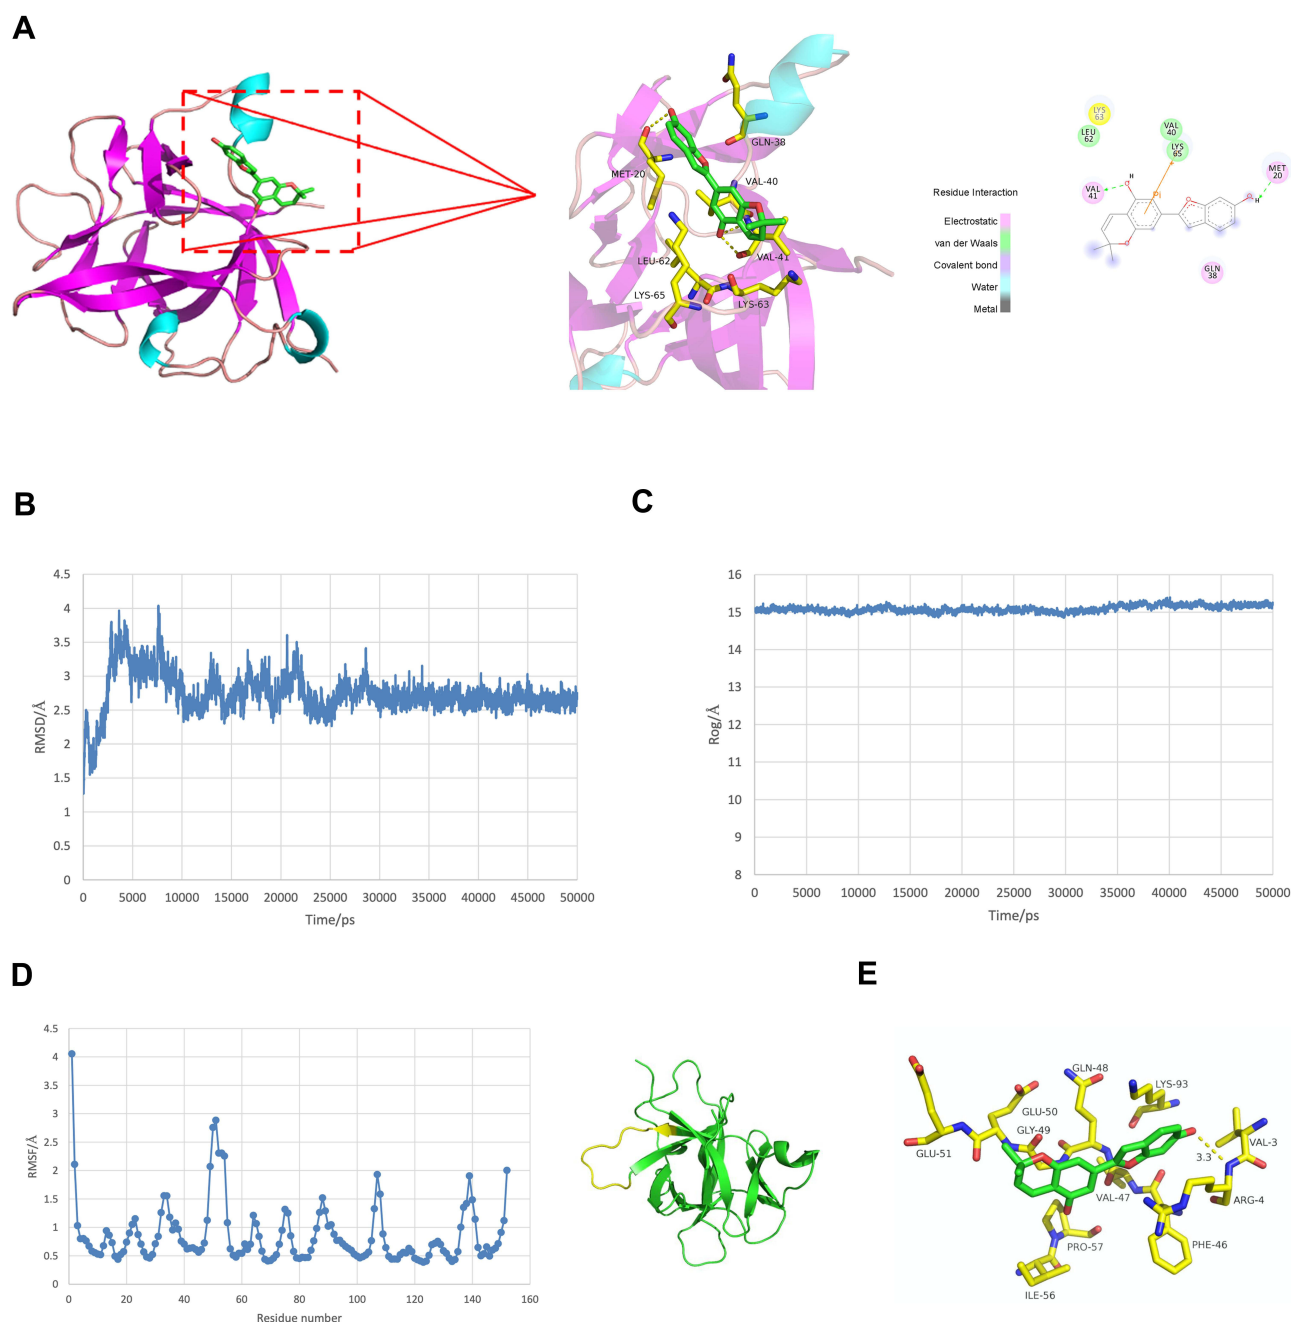 A
GLN-38
MET-20
VAL-40
LEU-62
VAL-41
LYS-65
LYS-63
Residue Interaction
Electrostatic
van der Waals
Covalent bond
Water
Metal
LYS
63
LEU
62
VAL
40
LYS
65
MET
20
VAL
41
H
O
O
O
H
GLN
38
B
4.5
4
3.5
3
2.5
2
1.5
1
0.5
0
RMSD/Å
0 5000 10000 15000 20000 25000 30000 35000 40000 45000 50000
Time/ps
C
16
15
14
13
12
11
10
9
8
Rog/Å
0 5000 10000 15000 20000 25000 30000 35000 40000 45000 50000
Time/ps
D
4.5
4
3.5
3
2.5
2
1.5
1
0.5
0
RMSF/Å
0 20 40 60 80 100 120 140 160
Residue number
E
GLN-48
LYS-93
GLU-50
GLY-49
GLU-51
VAL-3
3.3
VAL-47
ARG-4
PRO-57
PHE-46
ILE-56